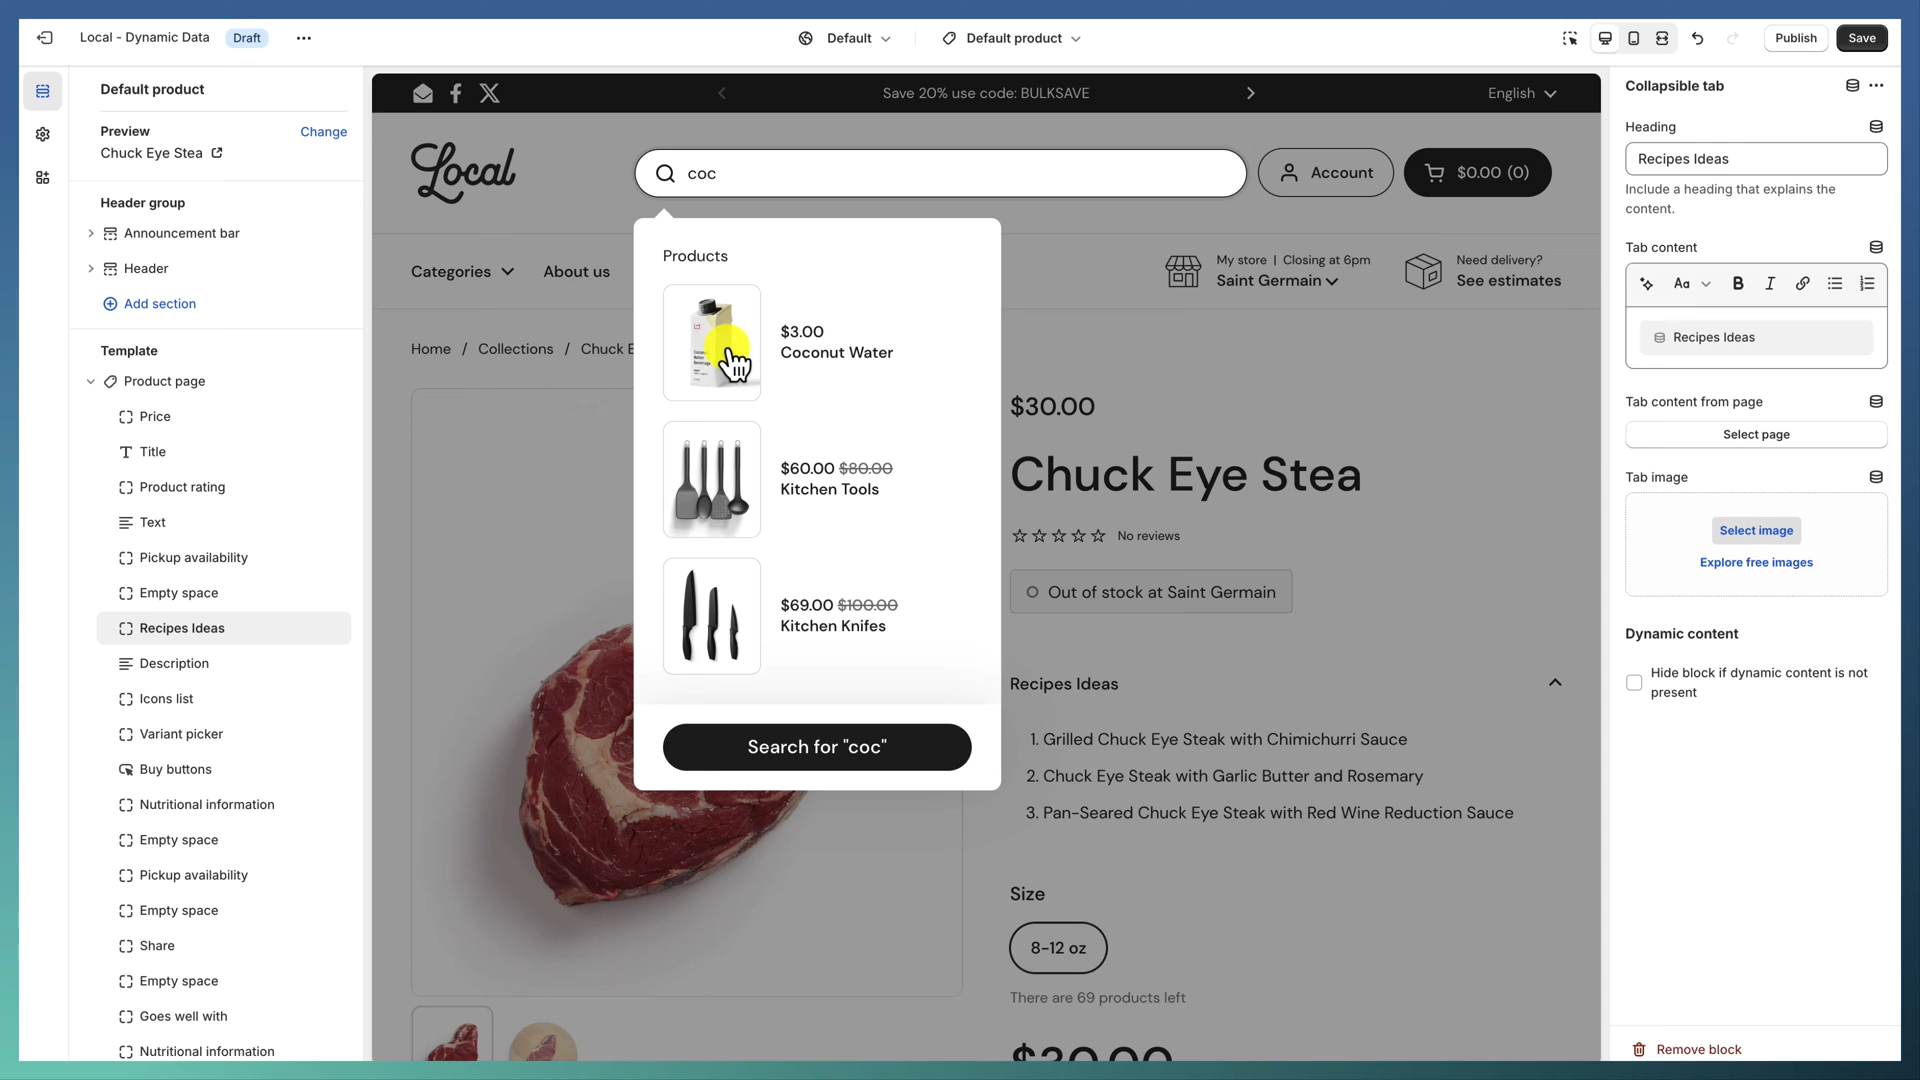 Local - Dynamic Data
Draft
Default
Default product
Publish
Save
Default product
Preview
Change
Chuck Eye Stea
Header group
Announcement bar
Header
Add section
Template
Product page
Price
Title
Product rating
Text
Pickup availability
Empty space
Recipes Ideas
Description
Icons list
Variant picker
Buy buttons
Nutritional information
Empty space
Pickup availability
Empty space
Share
Empty space
Goes well with
Nutritional information
Save 20% use code: BULKSAVE
English
Local
coc
Account
$0.00 (0)
Categories
About us
My store | Closing at 6pm
Saint Germain
Need delivery?
See estimates
Home / Collections / Chuck E
Products
$3.00
Coconut Water
$60.00 $80.00
Kitchen Tools
$69.00 $100.00
Kitchen Knifes
Search for "coc"
$30.00
Chuck Eye Stea
No reviews
Out of stock at Saint Germain
Recipes Ideas
1. Grilled Chuck Eye Steak with Chimichurri Sauce
2. Chuck Eye Steak with Garlic Butter and Rosemary
3. Pan-Seared Chuck Eye Steak with Red Wine Reduction Sauce
Size
8-12 oz
There are 69 products left
$30.00
Collapsible tab
Heading
Recipes Ideas
Include a heading that explains the
content.
Tab content
Aa
B
I
Recipes Ideas
Tab content from page
Select page
Tab image
Select image
Explore free images
Dynamic content
Hide block if dynamic content is not
present
Remove block